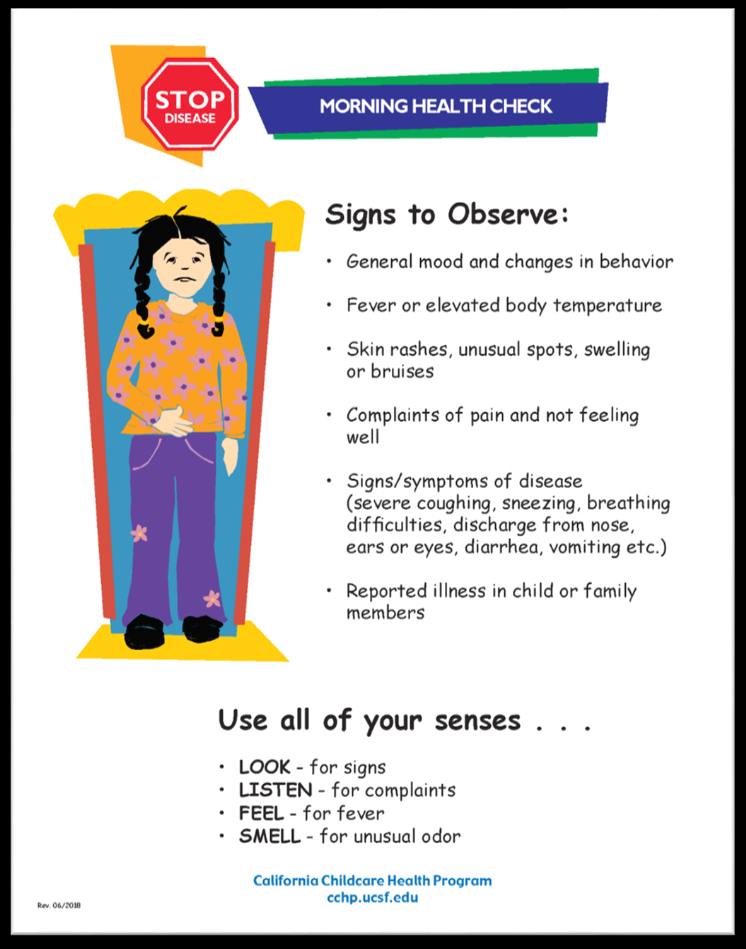 STOP
DISEASE
MORNING HEALTH CHECK
Signs to Observe:
• General mood and changes in behavior
• Fever or elevated body temperature
• Skin rashes, unusual spots, swelling
or bruises
• Complaints of pain and not feeling
well
• Signs/symptoms of disease
(severe coughing, sneezing, breathing
difficulties, discharge from nose,
ears or eyes, diarrhea, vomiting etc.)
• Reported illness in child or family
members
Use all of your senses . . .
• LOOK - for signs
• LISTEN - for complaints
• FEEL - for fever
• SMELL - for unusual odor
California Childcare Health Program
cchp.ucsf.edu
Rev. 06/2018